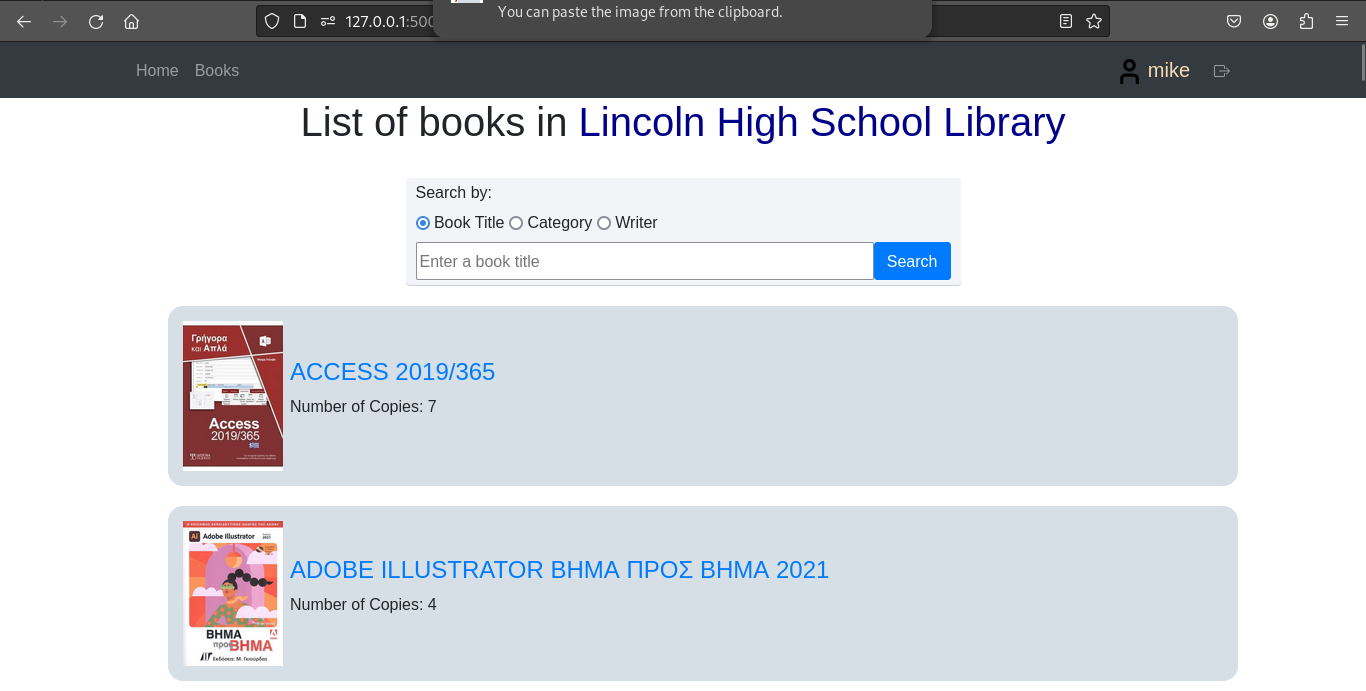 You can paste the image from the clipboard.
127.0.0.1:500
Home Books
mike
List of books in Lincoln High School Library
Search by:
Book Title Category Writer
Enter a book title
Search
Γρήγορα
και Απλά
Access
2019/365
ACCESS 2019/365
Number of Copies: 7
Ai Adobe Illustrator
2021
ΒΗΜΑ
προς ΒΗΜΑ
Εκδόσεις: Μ. Γκιούρδας
ADOBE ILLUSTRATOR ΒΗΜΑ ΠΡΟΣ ΒΗΜΑ 2021
Number of Copies: 4